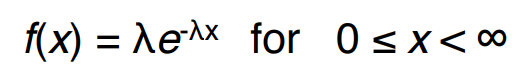 f(x) = λe⁻λx for 0 ≤ x < ∞